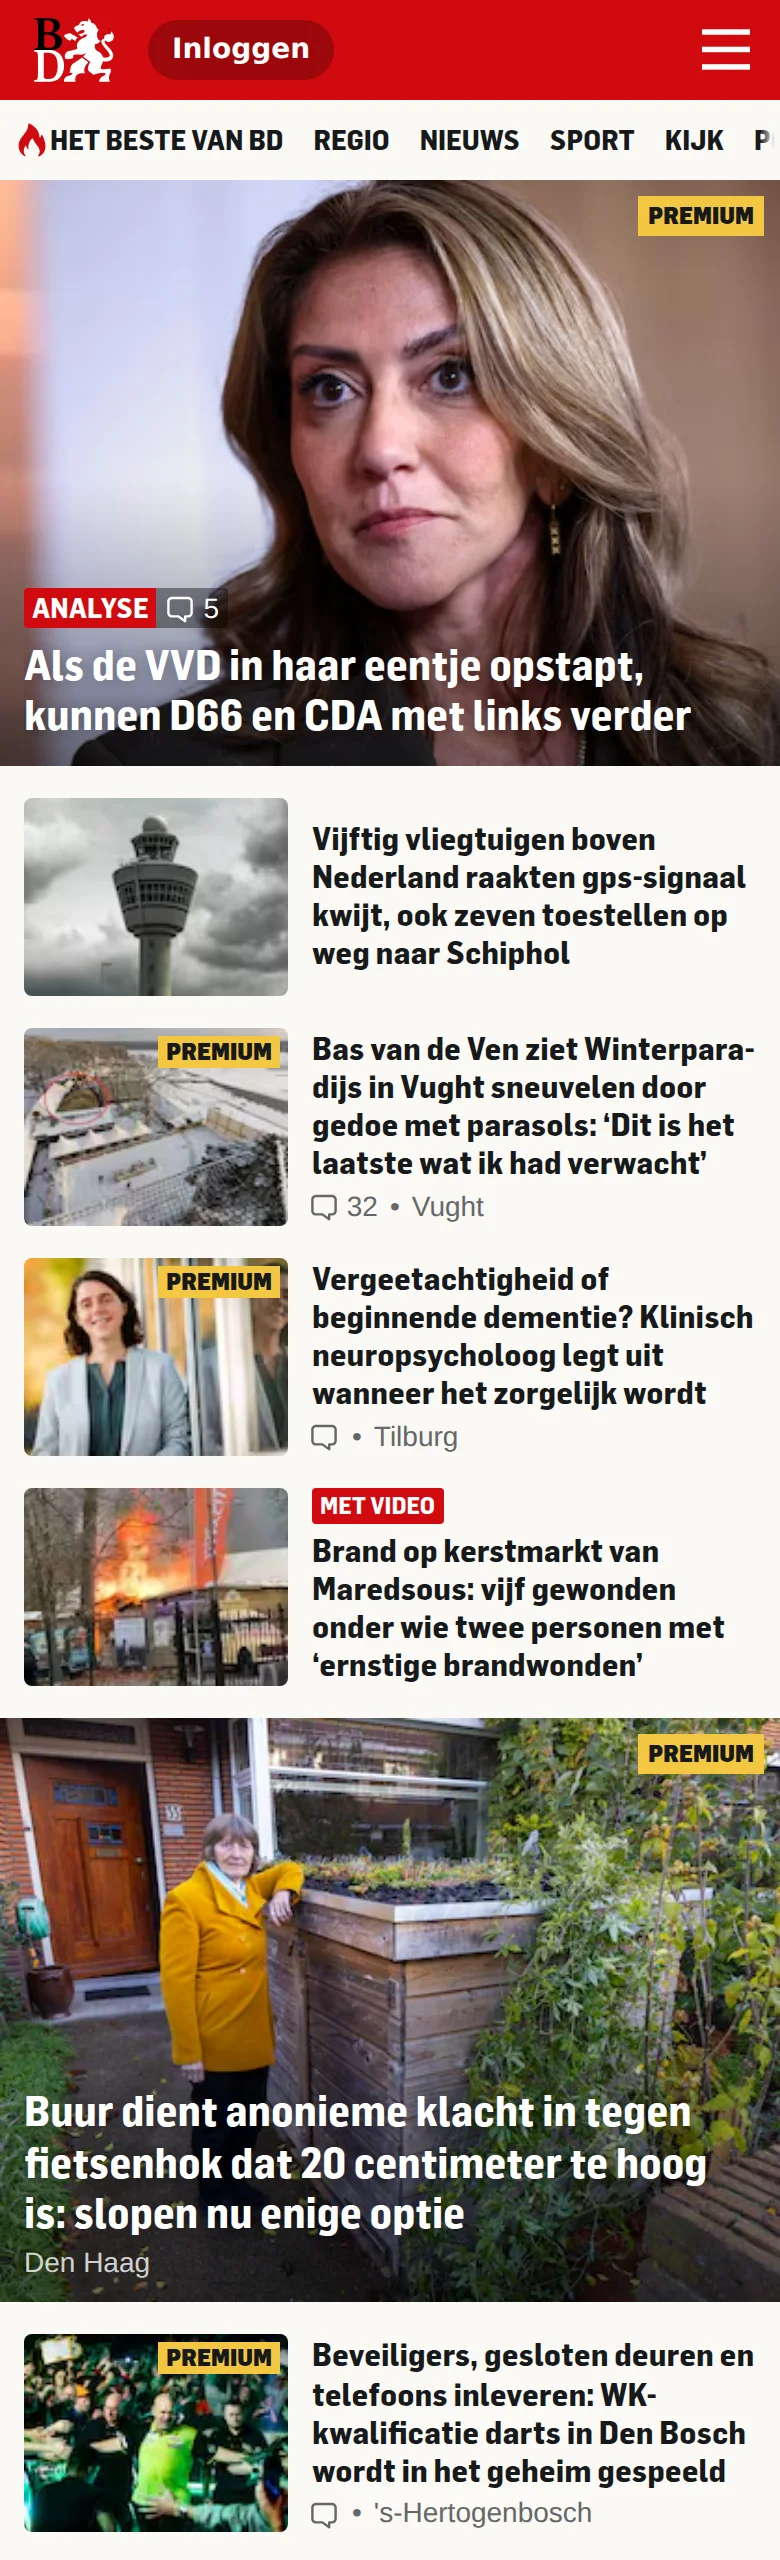 B
D
Inloggen
HET BESTE VAN BD REGIO NIEUWS SPORT KIJK
PREMIUM
ANALYSE 5
Als de VVD in haar eentje opstapt,
kunnen D66 en CDA met links verder
Vijftig vliegtuigen boven
Nederland raakten gps-signaal
kwijt, ook zeven toestellen op
weg naar Schiphol
PREMIUM
Bas van de Ven ziet Winterpara-
dijs in Vught sneuvelen door
gedoe met parasols: ‘Dit is het
laatste wat ik had verwacht’
32 • Vught
PREMIUM
Vergeetachtigheid of
beginnende dementie? Klinisch
neuropsycholoog legt uit
wanneer het zorgelijk wordt
• Tilburg
MET VIDEO
Brand op kerstmarkt van
Maredsous: vijf gewonden
onder wie twee personen met
‘ernstige brandwonden’
PREMIUM
Buur dient anonieme klacht in tegen
fietsenhok dat 20 centimeter te hoog
is: slopen nu enige optie
Den Haag
PREMIUM
Beveiligers, gesloten deuren en
telefoons inleveren: WK-
kwalificatie darts in Den Bosch
wordt in het geheim gespeeld
• 's-Hertogenbosch